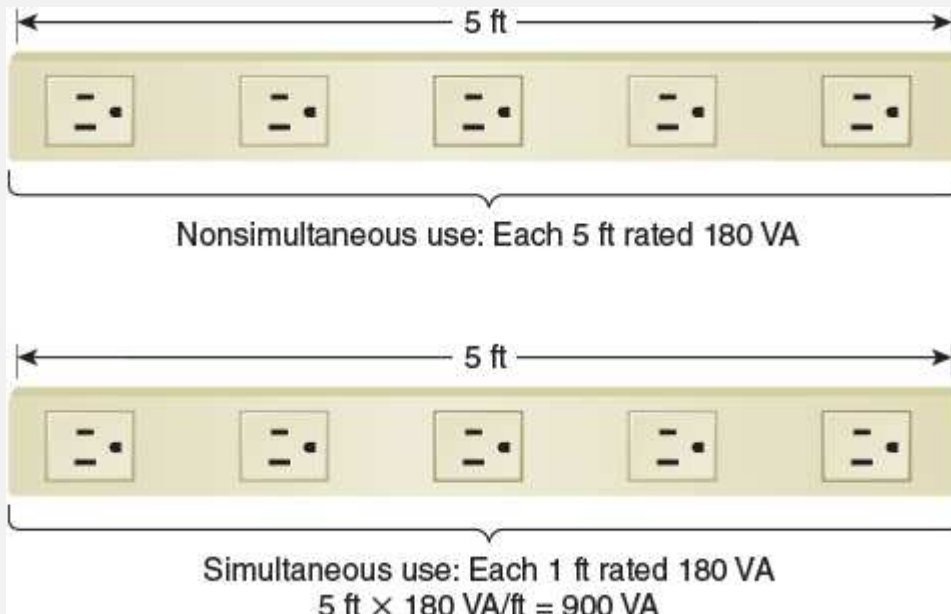 5 ft
Nonsimultaneous use: Each 5 ft rated 180 VA
5 ft
Simultaneous use: Each 1 ft rated 180 VA
5 ft × 180 VA/ft = 900 VA